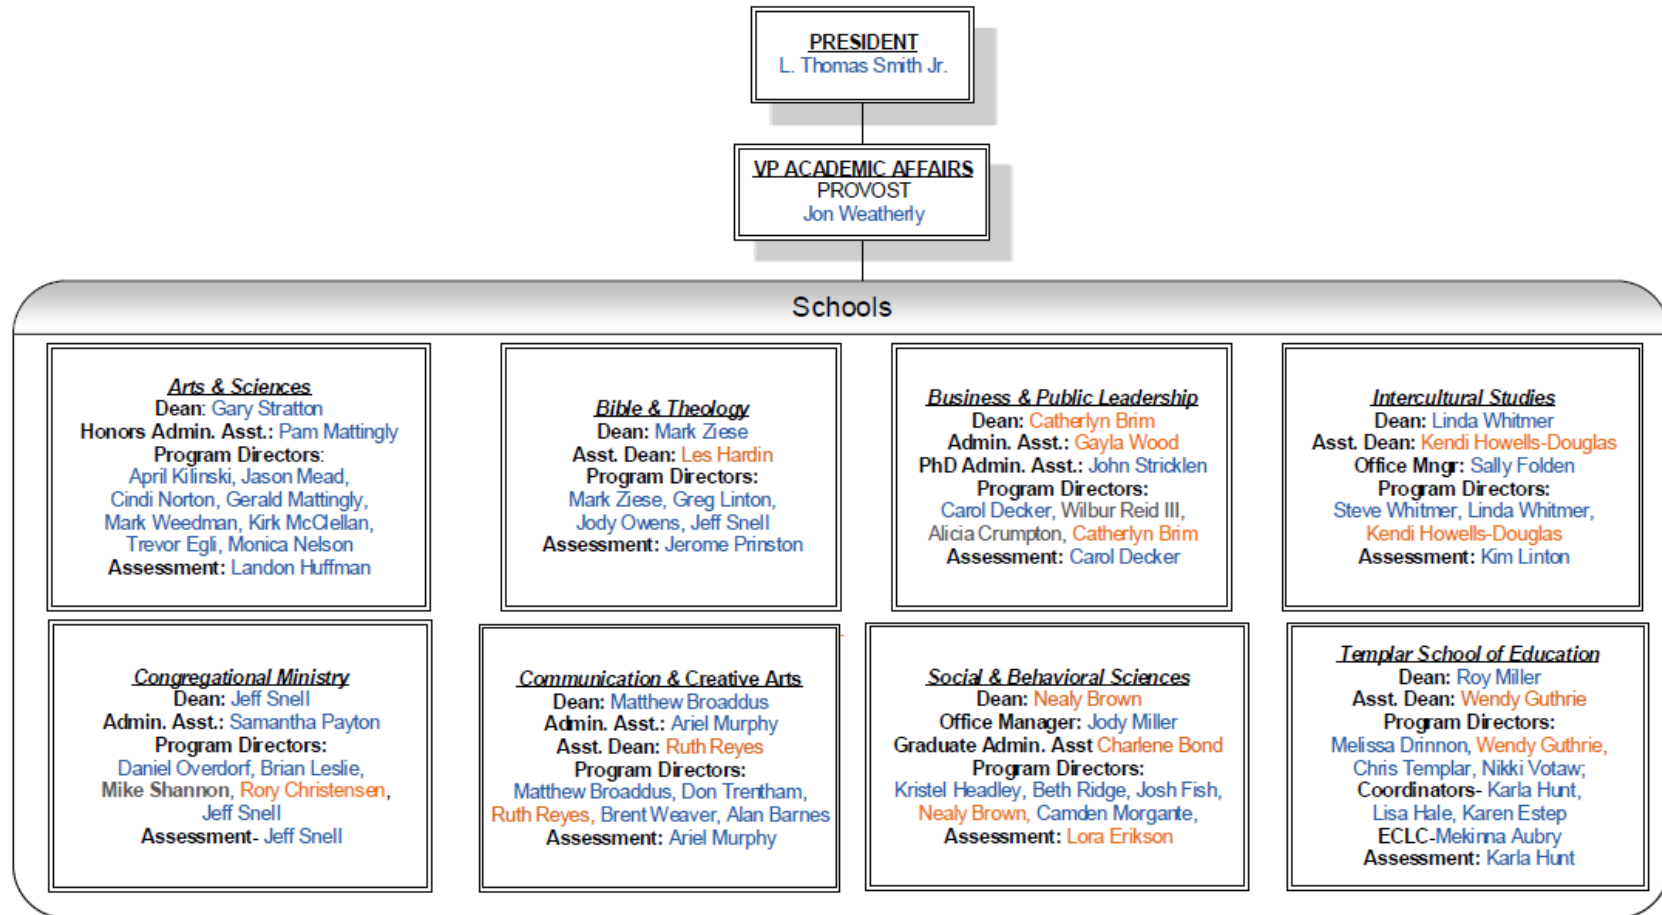 PRESIDENT
L. Thomas Smith Jr.
VP ACADEMIC AFFAIRS
PROVOST
Jon Weatherly
Schools
Arts & Sciences
Dean: Gary Stratton
Honors Admin. Asst.: Pam Mattingly
Program Directors:
April Kilinski, Jason Mead,
Cindi Norton, Gerald Mattingly,
Mark Weedman, Kirk McClellan,
Trevor Egli, Monica Nelson
Assessment: Landon Huffman
Bible & Theology
Dean: Mark Ziese
Asst. Dean: Les Hardin
Program Directors:
Mark Ziese, Greg Linton,
Jody Owens, Jeff Snell
Assessment: Jerome Prinston
Business & Public Leadership
Dean: Catherlyn Brim
Admin. Asst.: Gayla Wood
PhD Admin. Asst.: John Stricklen
Program Directors:
Carol Decker, Wilbur Reid III,
Alicia Crumpton, Catherlyn Brim
Assessment: Carol Decker
Intercultural Studies
Dean: Linda Whitmer
Asst. Dean: Kendi Howells-Douglas
Office Mngr: Sally Folden
Program Directors:
Steve Whitmer, Linda Whitmer,
Kendi Howells-Douglas
Assessment: Kim Linton
Congregational Ministry
Dean: Jeff Snell
Admin. Asst.: Samantha Payton
Program Directors:
Daniel Overdorf, Brian Leslie,
Mike Shannon, Rory Christensen,
Jeff Snell
Assessment- Jeff Snell
Communication & Creative Arts
Dean: Matthew Broaddus
Admin. Asst.: Ariel Murphy
Asst. Dean: Ruth Reyes
Program Directors:
Matthew Broaddus, Don Trentham,
Ruth Reyes, Brent Weaver, Alan Barnes
Assessment: Ariel Murphy
Social & Behavioral Sciences
Dean: Nealy Brown
Office Manager: Jody Miller
Graduate Admin. Asst Charlene Bond
Program Directors:
Kristel Headley, Beth Ridge, Josh Fish,
Nealy Brown, Camden Morgante,
Assessment: Lora Erikson
Templar School of Education
Dean: Roy Miller
Asst. Dean: Wendy Guthrie
Program Directors:
Melissa Drinnon, Wendy Guthrie,
Chris Templar, Nikki Votaw;
Coordinators- Karla Hunt,
Lisa Hale, Karen Estep
ECLC-Mekinna Aubry
Assessment: Karla Hunt